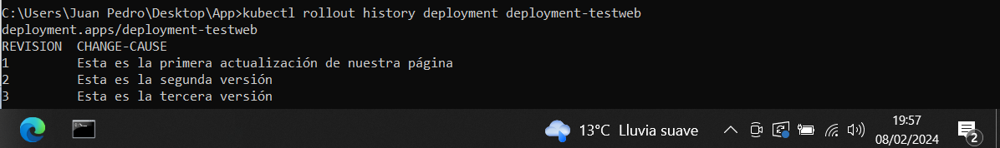 C:\Users\Juan Pedro\Desktop\App>kubectl rollout history deployment deployment-testweb
deployment.apps/deployment-testweb
REVISION  CHANGE-CAUSE
1         Esta es la primera actualización de nuestra página
2         Esta es la segunda versión
3         Esta es la tercera versión
13°C  Lluvia suave
19:57
08/02/2024
2